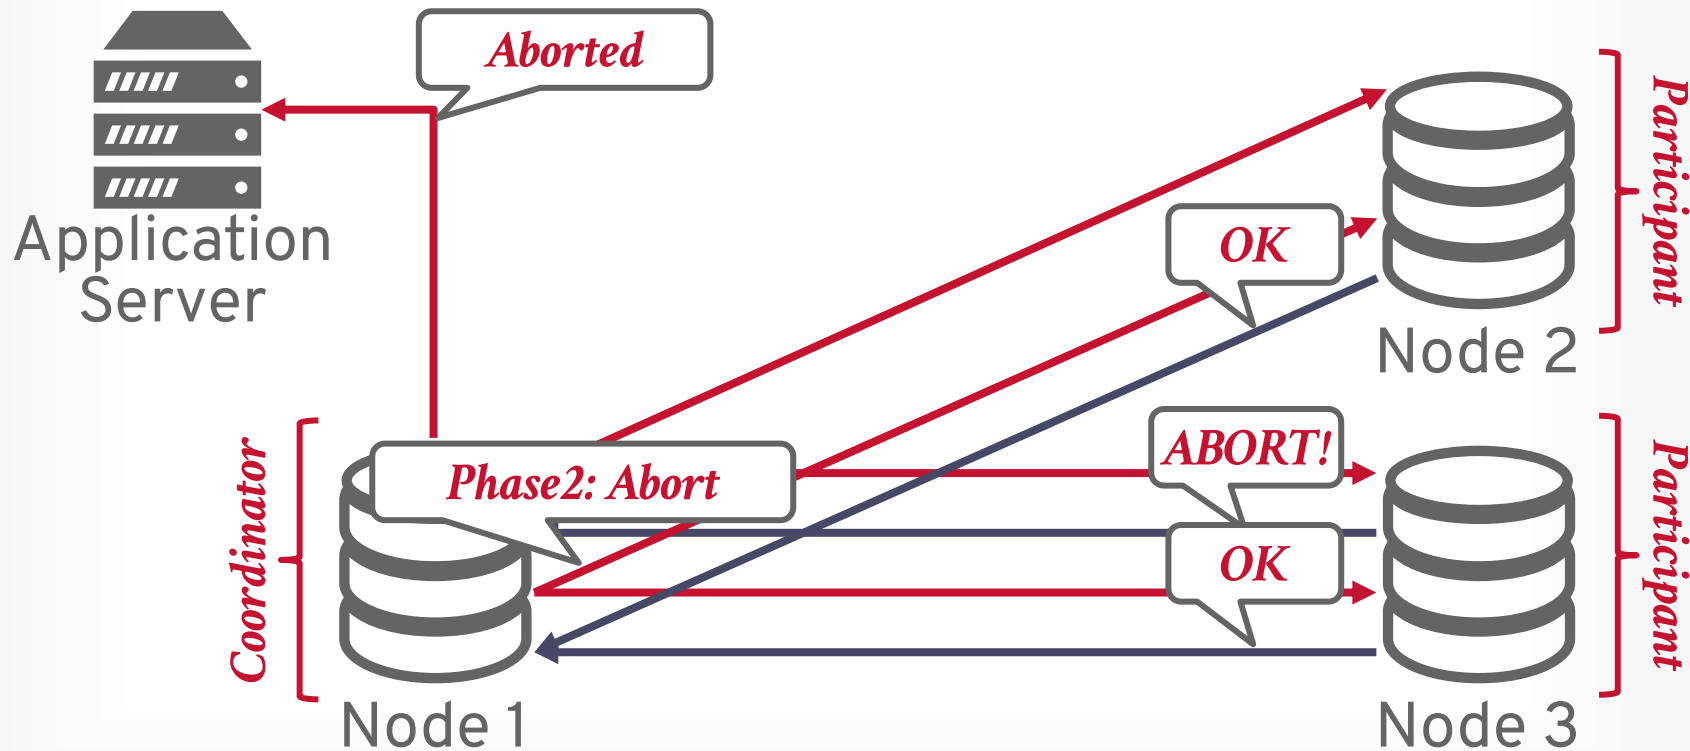 Aborted
Application
Server
Participant
OK
Node 2
Coordinator
Phase2: Abort
ABORT!
OK
Participant
Node 1
Node 3